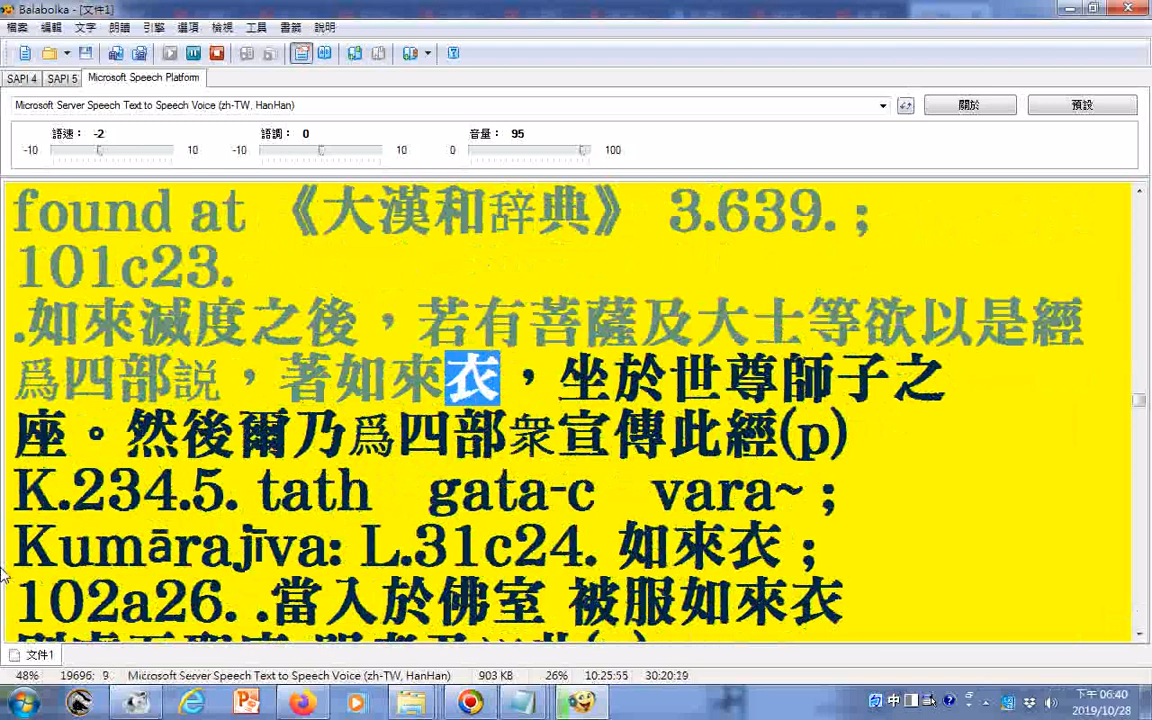 Balabolka - [文件1]
檔案 編輯 文字 朗讀 引擎 選項 檢視 工具 書籤 說明
SAPI 4 SAPI 5 Microsoft Speech Platform
Microsoft Server Speech Text to Speech Voice (zh-TW, HanHan) 關於 預設
語速: -2 語調: 0 音量: 95
-10 10 -10 10 0 100
found at 《大漢和辞典》 3.639. ;
101c23.
.如來滅度之後,若有菩薩及大士等欲以是經
爲四部説,著如來衣,坐於世尊師子之
座。然後爾乃爲四部衆宣傳此經(p)
K.234.5. tath gata-c vara~ ;
Kumārajīva: L.31c24. 如來衣 ;
102a26. .當入於佛室 被服如來衣
文件1
48% 19696: 9 Microsoft Server Speech Text to Speech Voice (zh-TW, HanHan) 903 KB 26% 10:25:55 30:20:19
中
下午 06:40
2019/10/28